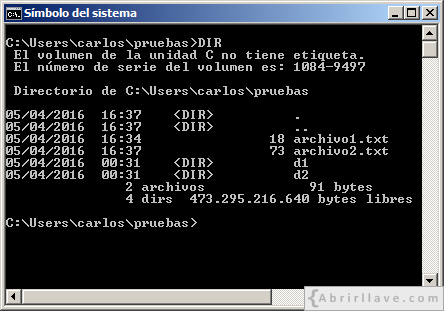 Símbolo del sistema
C:\Users\carlos\pruebas>DIR
El volumen de la unidad C no tiene etiqueta.
El número de serie del volumen es: 1084-9497
Directorio de C:\Users\carlos\pruebas
05/04/2016  16:37    <DIR>          .
05/04/2016  16:37    <DIR>          ..
05/04/2016  16:34                18 archivo1.txt
05/04/2016  16:37                73 archivo2.txt
05/04/2016  00:31    <DIR>          d1
05/04/2016  00:31    <DIR>          d2
2 archivos             91 bytes
4 dirs  473.295.216.640 bytes libres
C:\Users\carlos\pruebas>
{Abrirllave.com